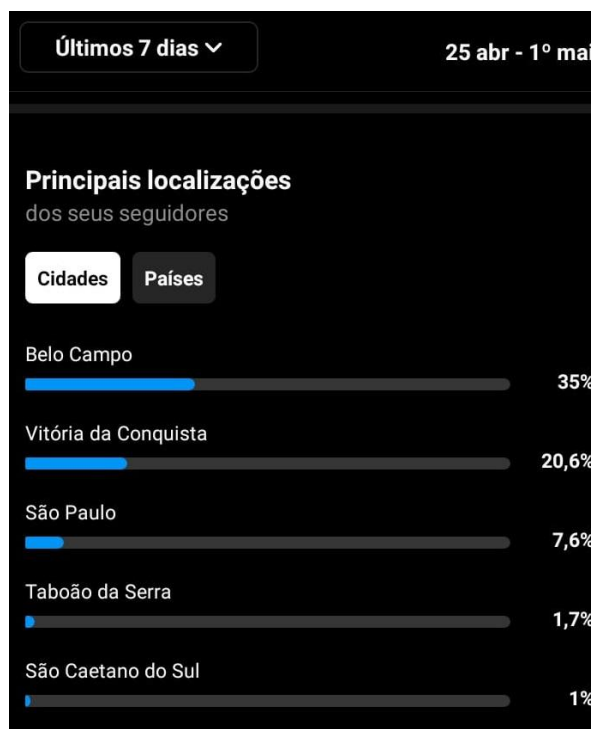 Últimos 7 dias
25 abr - 1º mai
Principais localizações
dos seus seguidores
Cidades Países
Belo Campo
35%
Vitória da Conquista
20,6%
São Paulo
7,6%
Taboão da Serra
1,7%
São Caetano do Sul
1%